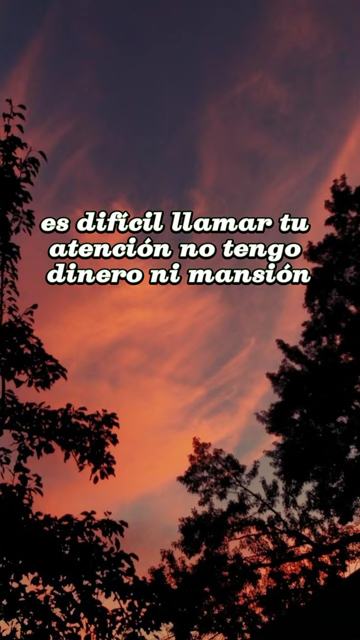 es difícil llamar tu
atención no tengo
dinero ni mansión